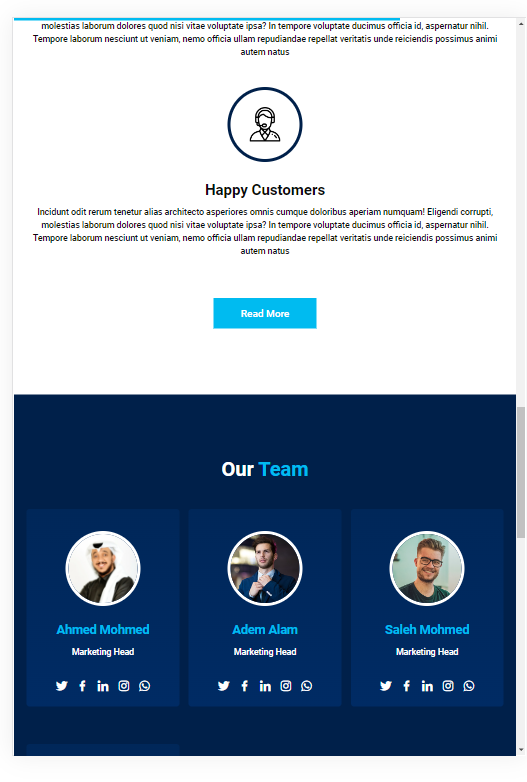 molestias laborum dolores quod nisi vitae voluptate ipsa? In tempore voluptate ducimus officia id, aspernatur nihil.
Tempore laborum nesciunt ut veniam, nemo officia ullam repudiandae repellat veritatis unde reiciendis possimus animi
autem natus
Happy Customers
Incidunt odit rerum tenetur alias architecto asperiores omnis cumque doloribus aperiam numquam! Eligendi corrupti,
molestias laborum dolores quod nisi vitae voluptate ipsa? In tempore voluptate ducimus officia id, aspernatur nihil.
Tempore laborum nesciunt ut veniam, nemo officia ullam repudiandae repellat veritatis unde reiciendis possimus animi
autem natus
Read More
Our Team
Ahmed Mohmed
Marketing Head
Adem Alam
Marketing Head
Saleh Mohmed
Marketing Head